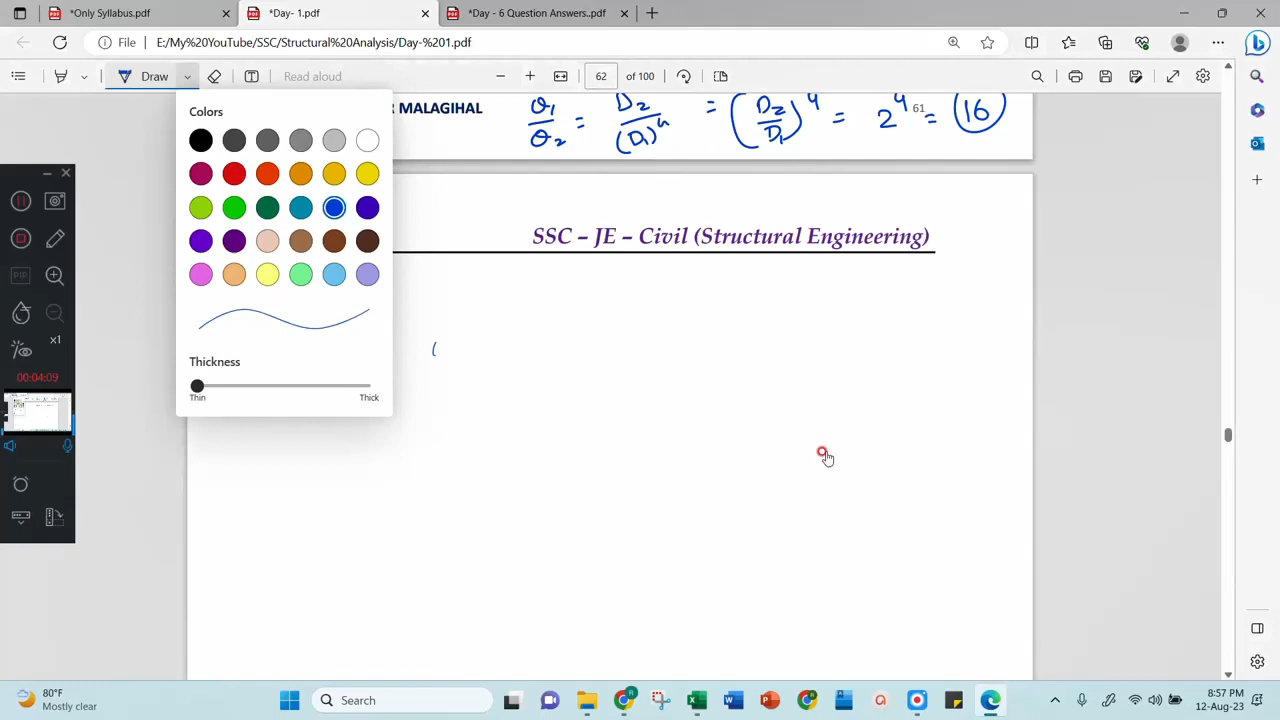 *Only Syllabus.pdf
*Day- 1.pdf
*Day - 6 Question Answers..pdf
File
E:/My%20YouTube/SSC/Structural%20Analysis/Day-%201.pdf
Draw
Read aloud
62 of 100
R MALAGIHAL
θ1/θ2 = D2/(D1)^4 = (D2/D1)^4 = 2^4 = 16
61
Colors
SSC – JE – Civil (Structural Engineering)
(
PIP
x1
Thickness
00:04:09
Thin
Thick
80°F
Mostly clear
Search
8:57 PM
12-Aug-23